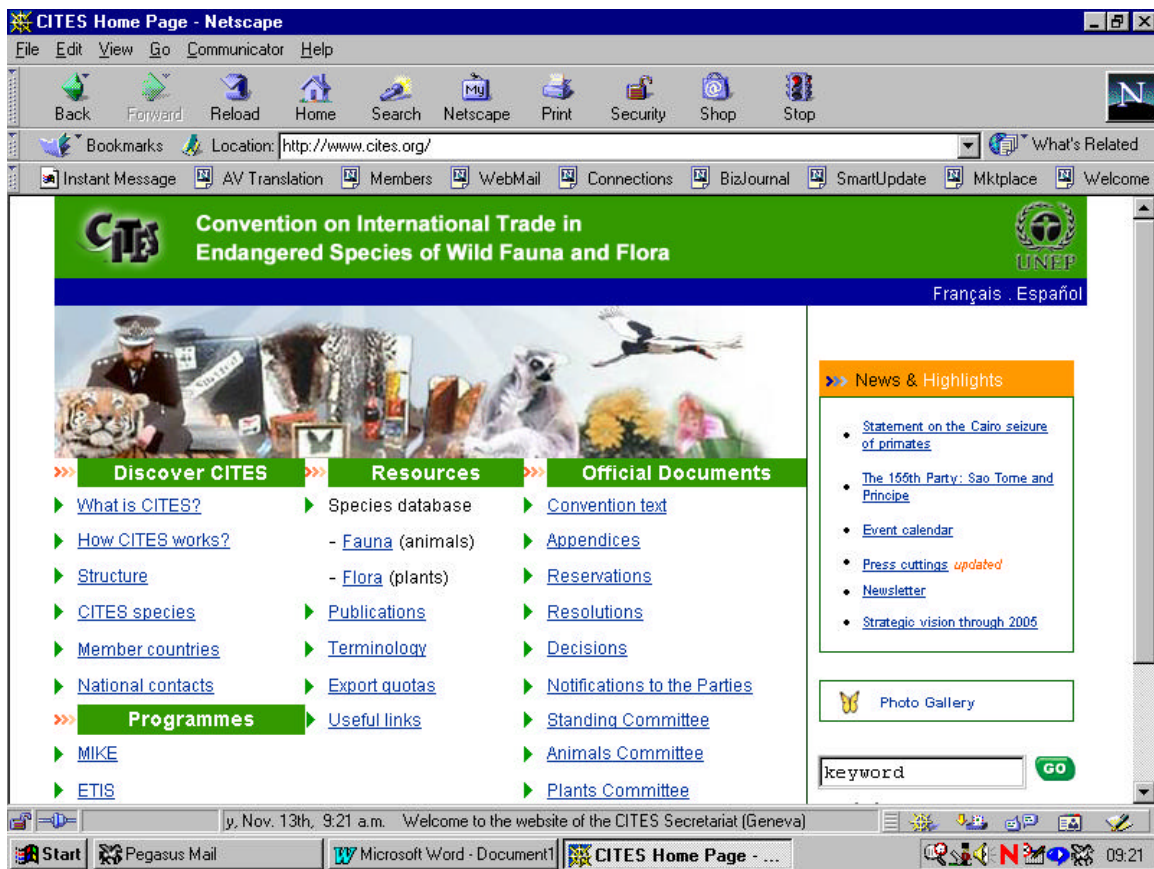 CITES Home Page - Netscape
File Edit View Go Communicator Help
Back Forward Reload Home Search Netscape Print Security Shop Stop
My
N
Bookmarks Location: http://www.cites.org/ What's Related
Instant Message AV Translation Members WebMail Connections BizJournal SmartUpdate Mktplace Welcome
CITES
Convention on International Trade in
Endangered Species of Wild Fauna and Flora
UNEP
Français . Español
News & Highlights
Statement on the Cairo seizure
of primates
The 155th Party: Sao Tome and
Principe
Event calendar
Press cuttings updated
Newsletter
Strategic vision through 2005
Photo Gallery
keyword GO
Discover CITES
What is CITES?
How CITES works?
Structure
CITES species
Member countries
National contacts
Programmes
MIKE
ETIS
Resources
Species database
- Fauna (animals)
- Flora (plants)
Publications
Terminology
Export quotas
Useful links
Official Documents
Convention text
Appendices
Reservations
Resolutions
Decisions
Notifications to the Parties
Standing Committee
Animals Committee
Plants Committee
y, Nov. 13th, 9:21 a.m. Welcome to the website of the CITES Secretariat (Geneva)
Start Pegasus Mail Microsoft Word - Document1 CITES Home Page - ... N 09:21